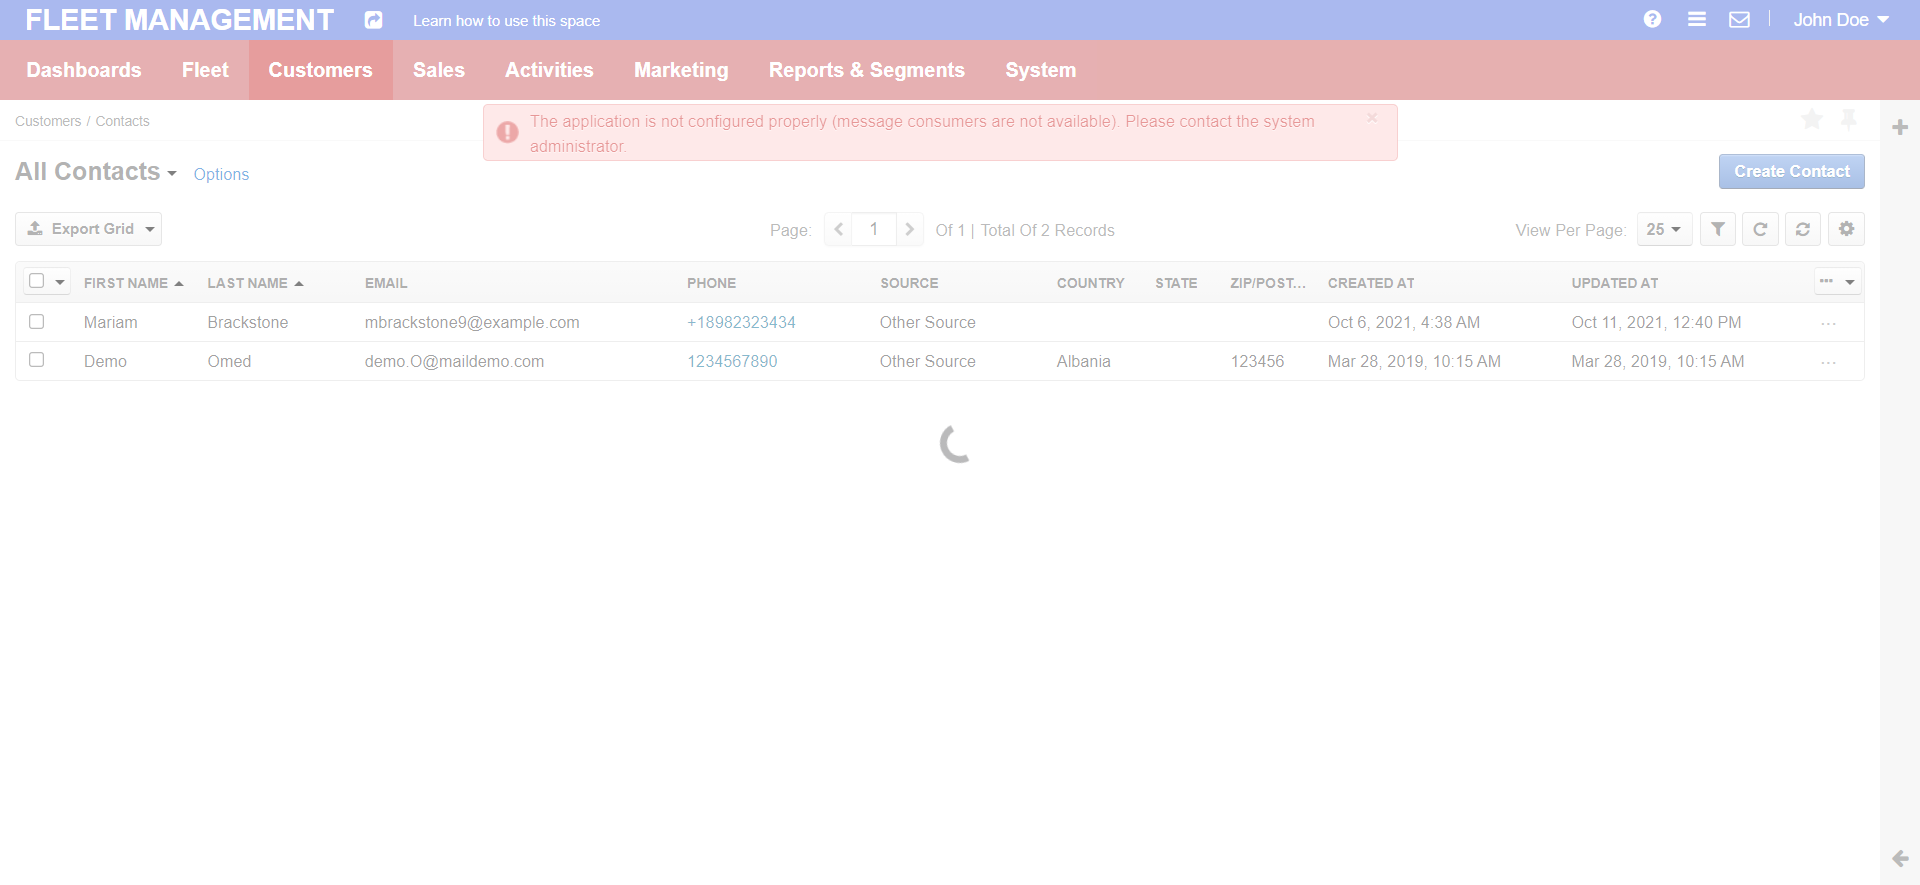 FLEET MANAGEMENT Learn how to use this space John Doe
Dashboards Fleet Customers Sales Activities Marketing Reports & Segments System
Customers / Contacts
The application is not configured properly (message consumers are not available). Please contact the system
administrator.
All Contacts Options Create Contact
Export Grid Page: 1 Of 1 | Total Of 2 Records View Per Page: 25
FIRST NAME LAST NAME EMAIL PHONE SOURCE COUNTRY STATE ZIP/POST... CREATED AT UPDATED AT
Mariam Brackstone mbrackstone9@example.com +18982323434 Other Source Oct 6, 2021, 4:38 AM Oct 11, 2021, 12:40 PM ...
Demo Omed demo.O@maildemo.com 1234567890 Other Source Albania 123456 Mar 28, 2019, 10:15 AM Mar 28, 2019, 10:15 AM ...